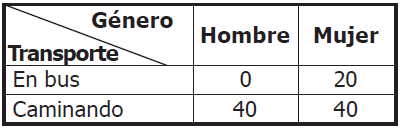 Género
Transporte
Hombre
Mujer
En bus 0 20
Caminando 40 40